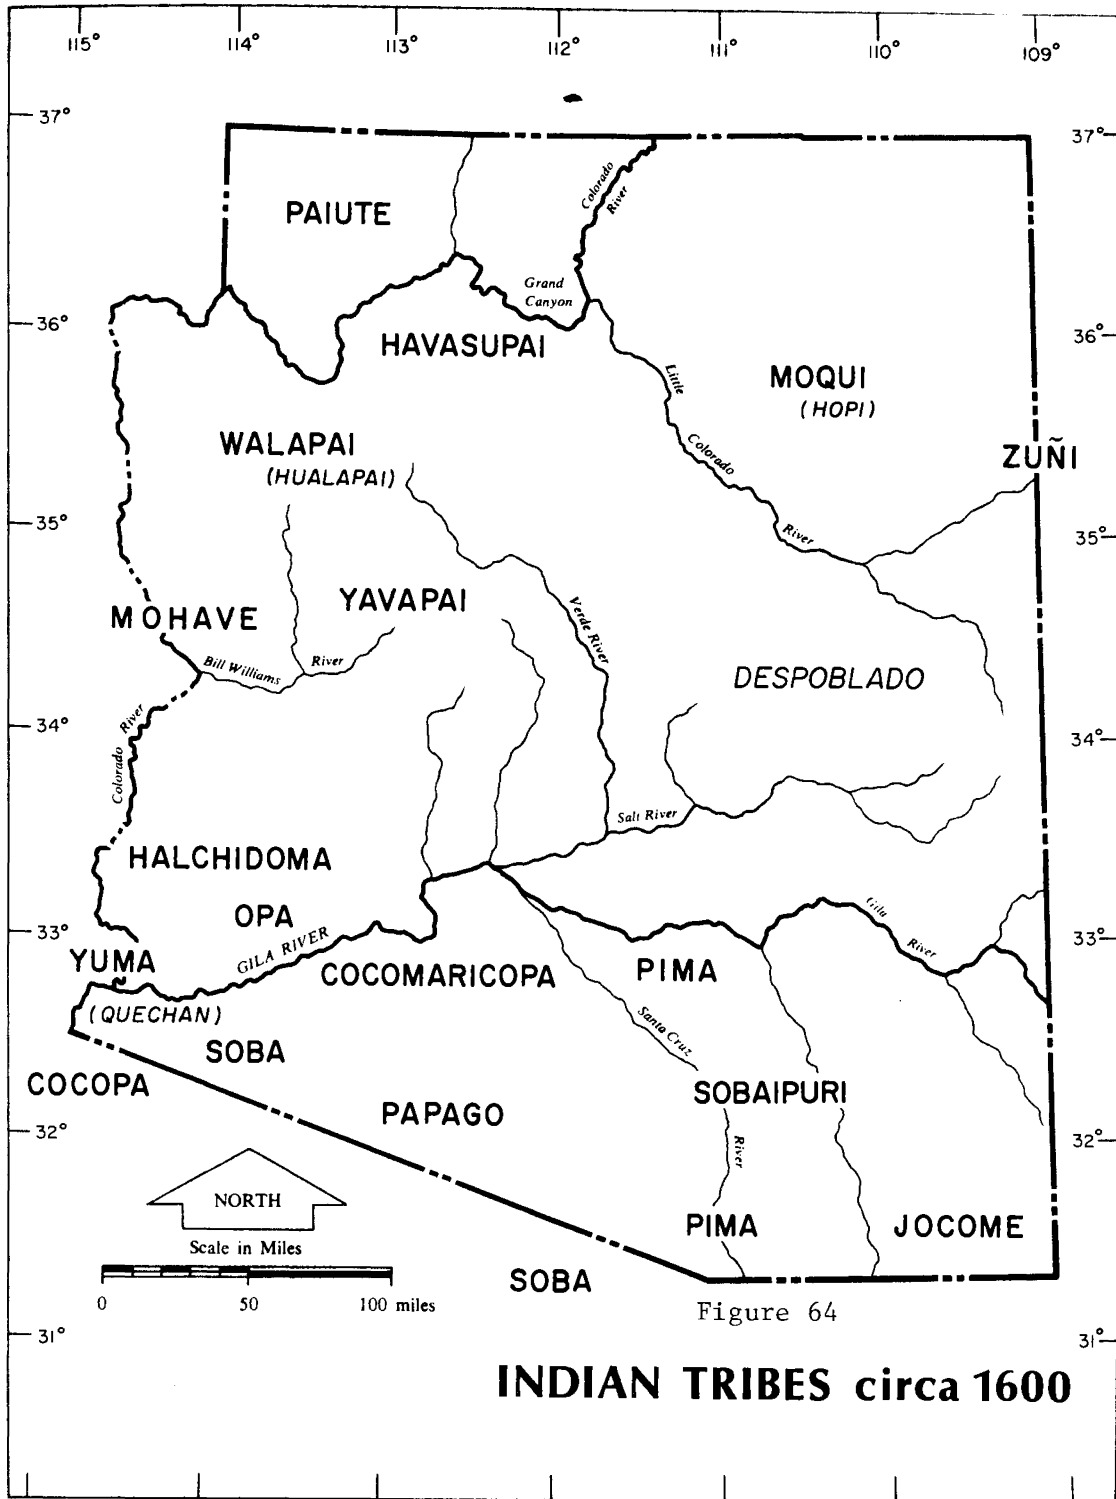 115° 114° 113° 112° 111° 110° 109°
37° 37°
PAIUTE
Colorado
River
Grand
Canyon
36° 36°
HAVASUPAI
Little
Colorado
River
MOQUI
(HOPI)
WALAPAI
(HUALAPAI)
ZUÑI
35° 35°
MOHAVE
YAVAPAI
Verde River
Bill Williams River
DESPOBLADO
34° 34°
Colorado River
Salt River
HALCHIDOMA
OPA
Gila
River
33° 33°
GILA RIVER
YUMA
(QUECHAN)
COCOMARICOPA
PIMA
Santa Cruz
River
SOBA
COCOPA
SOBAIPURI
PAPAGO
32° 32°
NORTH
PIMA
JOCOME
Scale in Miles
SOBA
0 50 100 miles
Figure 64
31° 31°
INDIAN TRIBES circa 1600